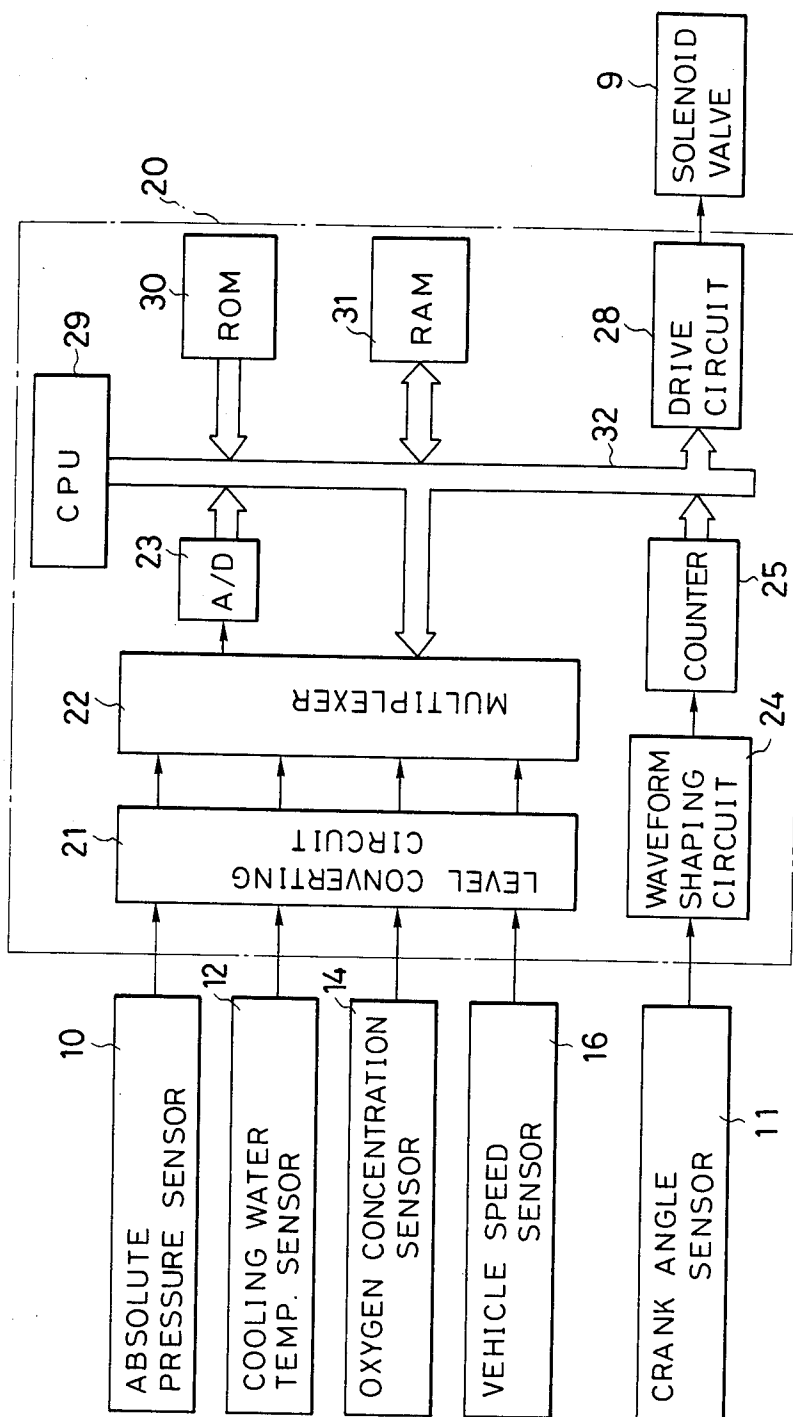 20
10
ABSOLUTE
PRESSURE SENSOR
12
COOLING WATER
TEMP. SENSOR
14
OXYGEN CONCENTRATION
SENSOR
VEHICLE SPEED
SENSOR
16
CRANK ANGLE
SENSOR
11
21
LEVEL CONVERTING
CIRCUIT
22
MULTIPLEXER
23
A/D
CPU
29
30
ROM
31
RAM
32
WAVEFORM
SHAPING
CIRCUIT
24
COUNTER
25
28
DRIVE
CIRCUIT
9
SOLENOID
VALVE